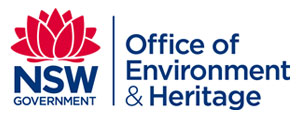 NSW
GOVERNMENT
Office of
Environment
& Heritage